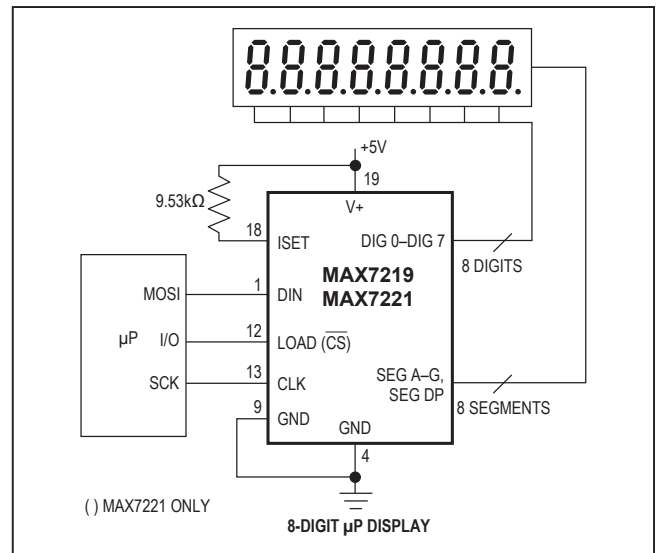 8.8.8.8.8.8.8.8.
+5V
19
9.53kΩ
V+
18 ISET
DIG 0–DIG 7
8 DIGITS
MAX7219
MAX7221
MOSI 1 DIN
µP I/O 12 LOAD (C̅S̅)
SCK 13 CLK
SEG A–G,
SEG DP
8 SEGMENTS
9 GND
GND
4
( ) MAX7221 ONLY
8-DIGIT µP DISPLAY